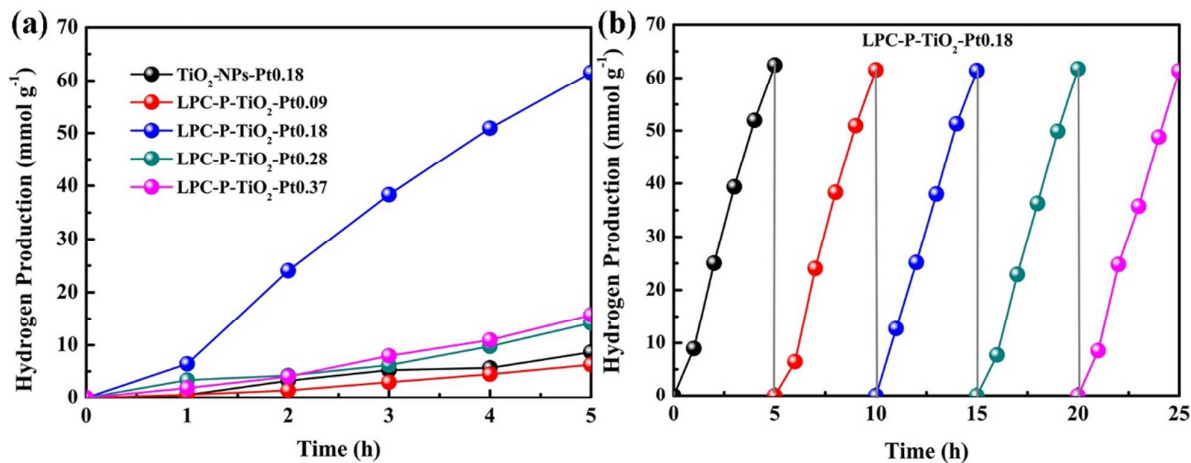 (a)
Hydrogen Production (mmol g⁻¹)
70
60
50
40
30
20
10
0
TiO₂-NPs-Pt0.18
LPC-P-TiO₂-Pt0.09
LPC-P-TiO₂-Pt0.18
LPC-P-TiO₂-Pt0.28
LPC-P-TiO₂-Pt0.37
0 1 2 3 4 5
Time (h)
(b)
Hydrogen Production (mmol g⁻¹)
70
60
50
40
30
20
10
0
LPC-P-TiO₂-Pt0.18
0 5 10 15 20 25
Time (h)